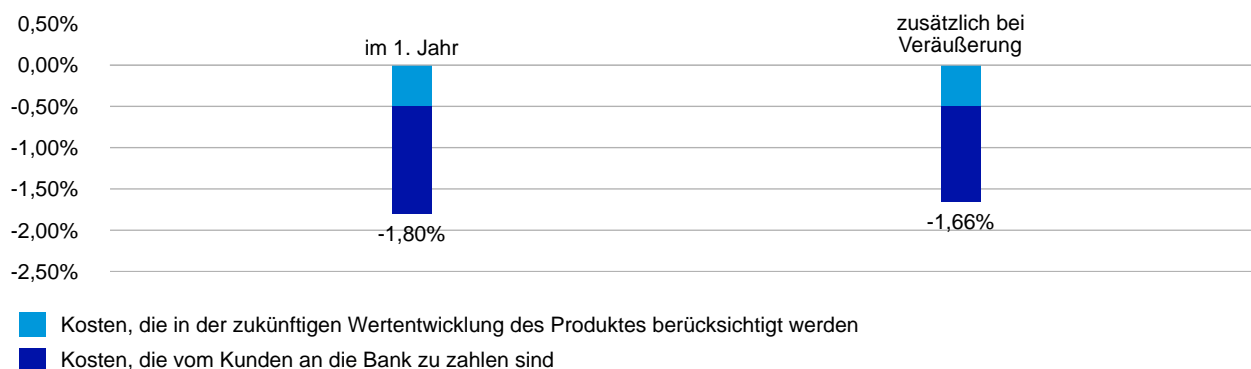 0,50%
zusätzlich bei
Veräußerung
im 1. Jahr
0,00%
-0,50%
-1,00%
-1,50%
-2,00%
-1,80%
-1,66%
-2,50%
Kosten, die in der zukünftigen Wertentwicklung des Produktes berücksichtigt werden
Kosten, die vom Kunden an die Bank zu zahlen sind